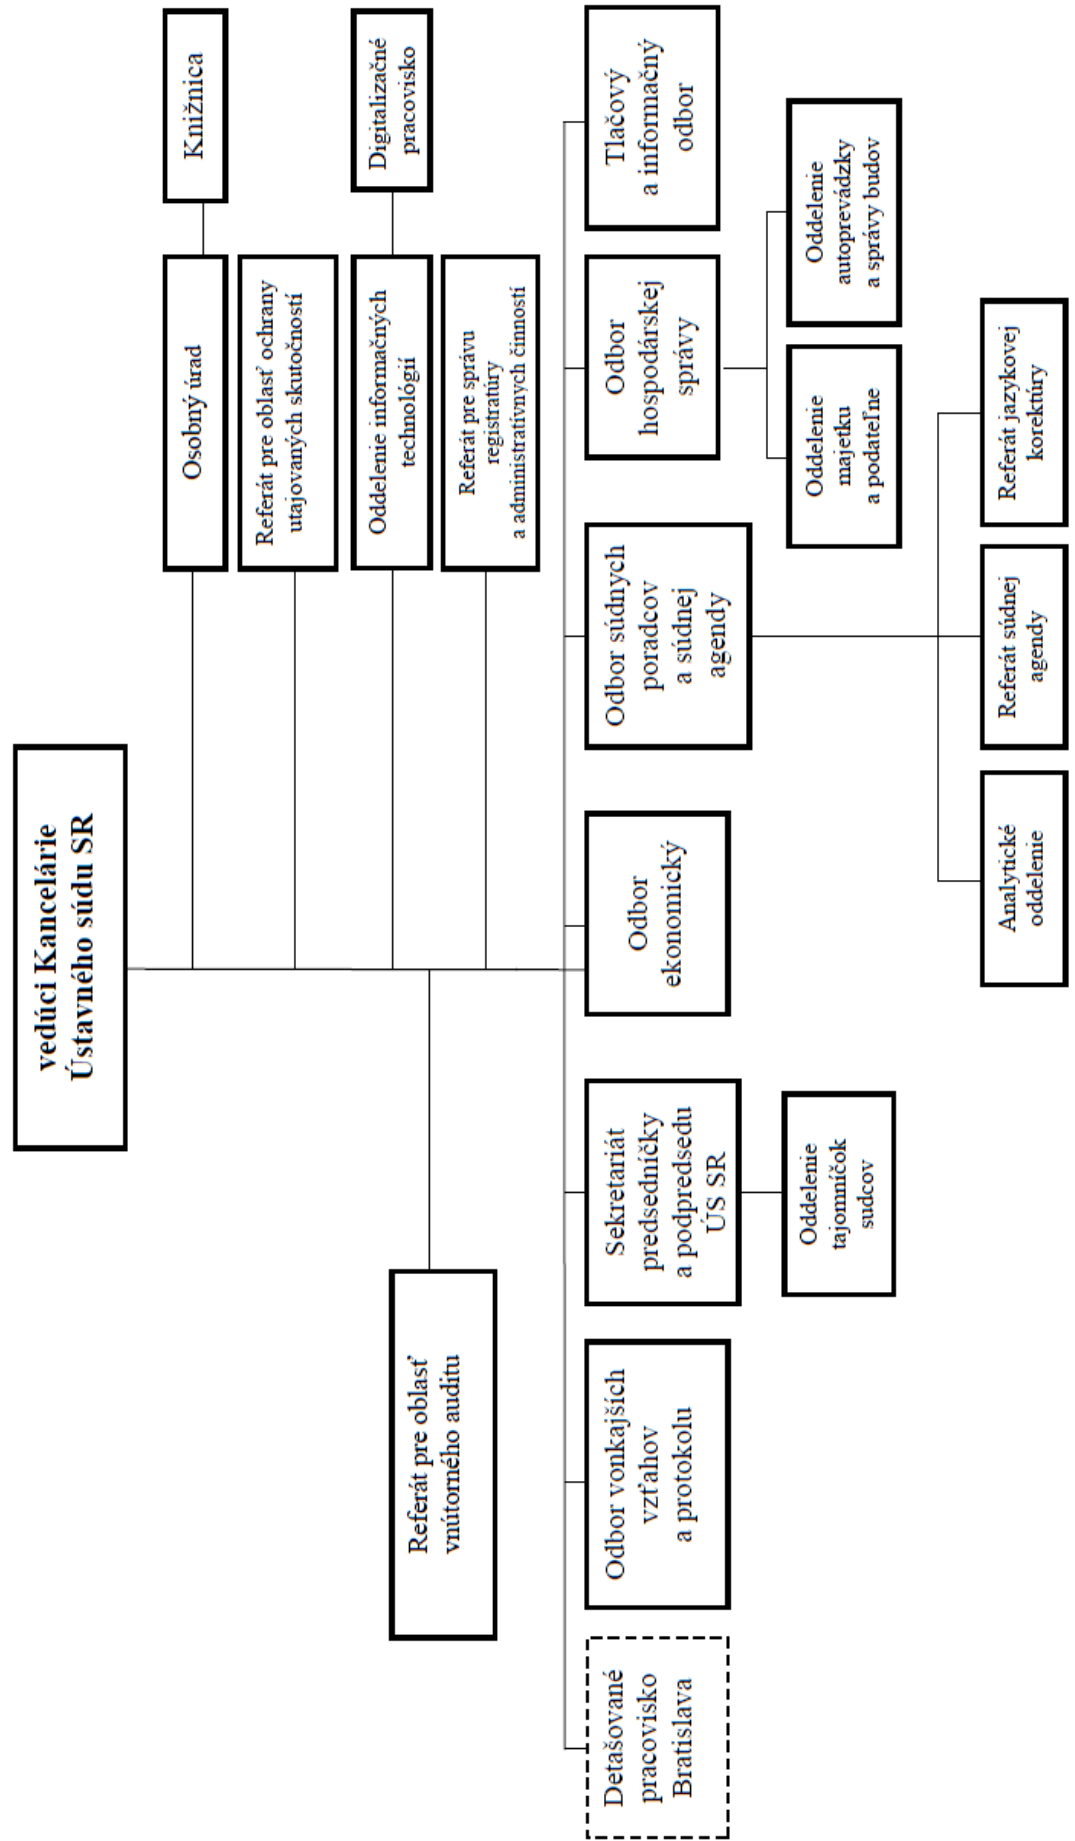 vedúci Kancelárie
Ústavného súdu SR
Osobný úrad
Knižnica
Referát pre oblasť ochrany
utajovaných skutočností
Oddelenie informačných
technológií
Digitalizačné
pracovisko
Referát pre správu
registratúry
a administratívnych činností
Referát pre oblasť
vnútorného auditu
Detašované
pracovisko
Bratislava
Odbor vonkajších
vzťahov
a protokolu
Sekretariát
predsedníčky
a podpredsedu
ÚS SR
Odbor
ekonomický
Odbor súdnych
poradcov
a súdnej
agendy
Odbor
hospodárskej
správy
Tlačový
a informačný
odbor
Oddelenie
tajomníčok
sudcov
Oddelenie
majetku
a podateľne
Oddelenie
autoprevádzky
a správy budov
Analytické
oddelenie
Referát súdnej
agendy
Referát jazykovej
korektúry